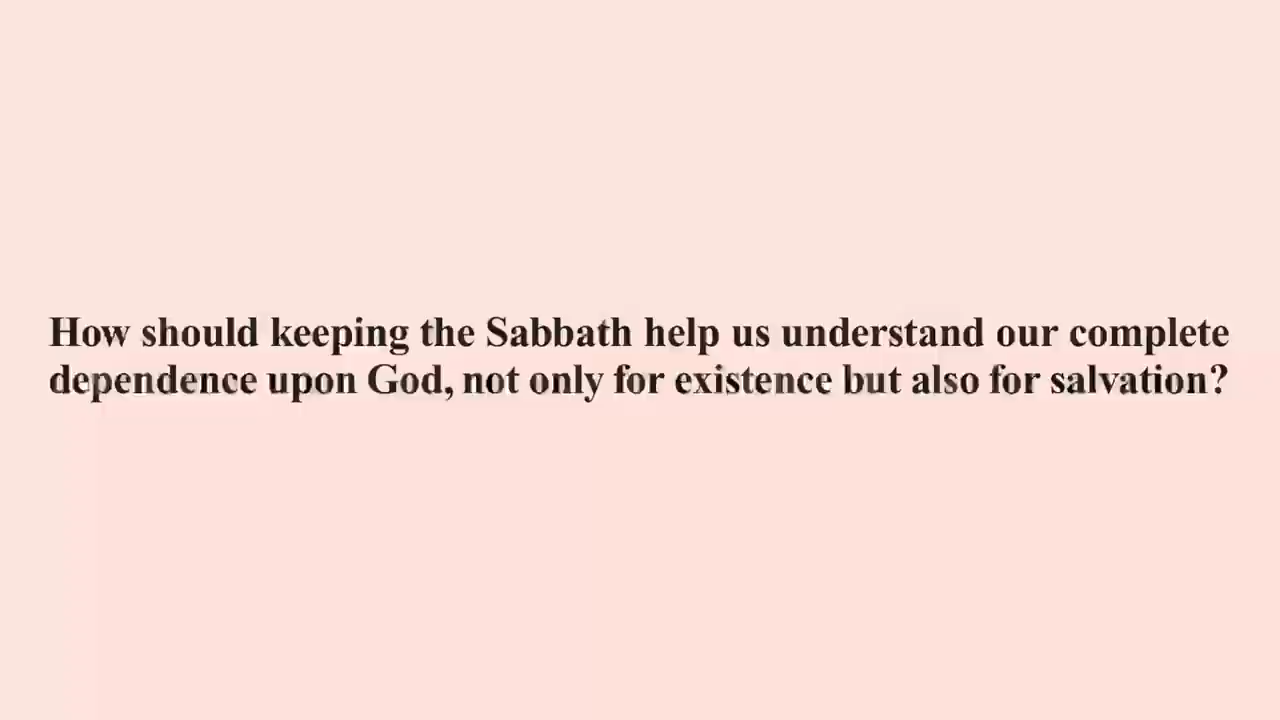 How should keeping the Sabbath help us understand our complete
dependence upon God, not only for existence but also for salvation?